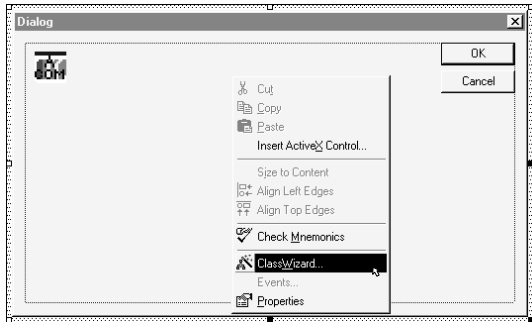 Dialog
OK
Cancel
Cut
Copy
Paste
Insert ActiveX Control...
Size to Content
Align Left Edges
Align Top Edges
Check Mnemonics
ClassWizard...
Events...
Properties